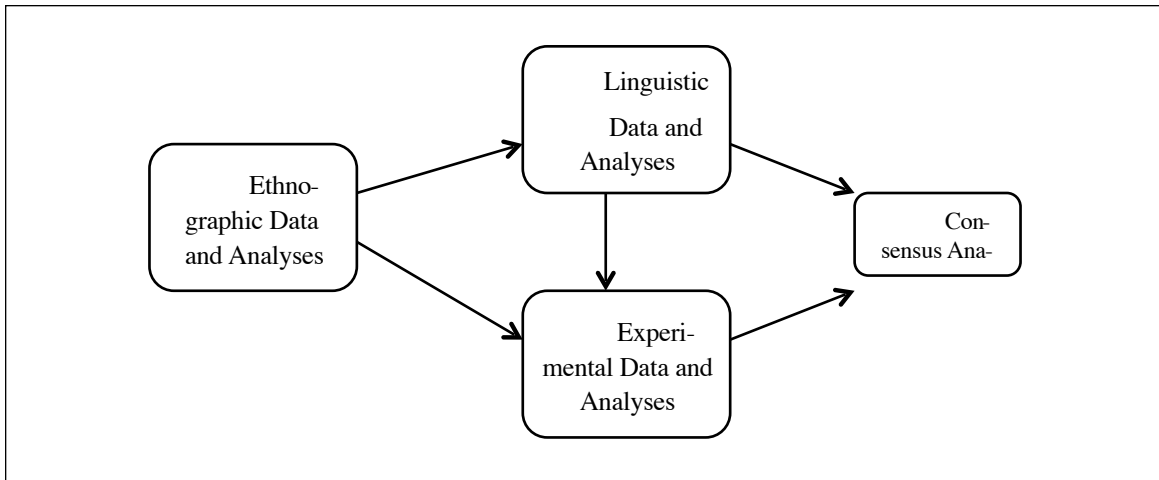 Ethno-
graphic Data
and Analyses
Linguistic
Data and
Analyses
Experi-
mental Data and
Analyses
Con-
sensus Ana-